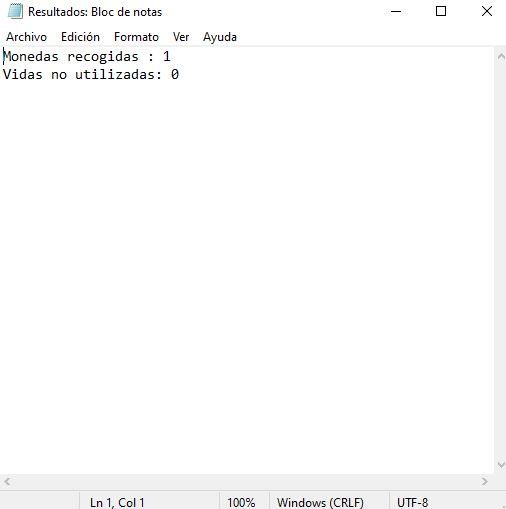 Resultados: Bloc de notas
Archivo Edición Formato Ver Ayuda
Monedas recogidas : 1
Vidas no utilizadas: 0
Ln 1, Col 1 100% Windows (CRLF) UTF-8